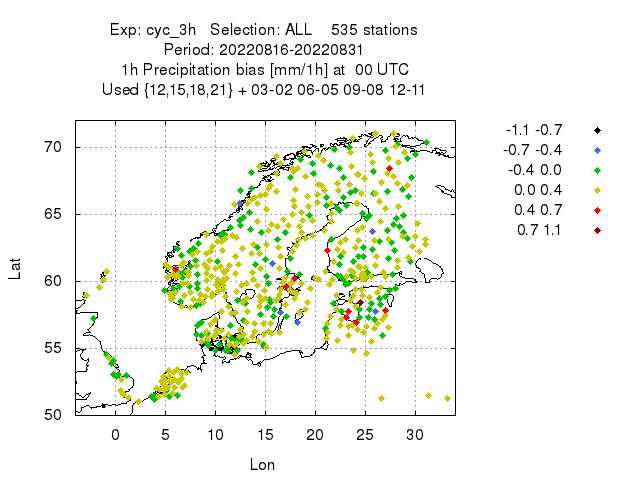 Exp: cyc_3h   Selection: ALL    535 stations
Period: 20220816-20220831
1h Precipitation bias [mm/1h] at  00 UTC
Used {12,15,18,21} + 03-02 06-05 09-08 12-11
-1.1 -0.7
-0.7 -0.4
-0.4 0.0
0.0 0.4
0.4 0.7
0.7 1.1
70
65
60
55
50
Lat
0 5 10 15 20 25 30
Lon